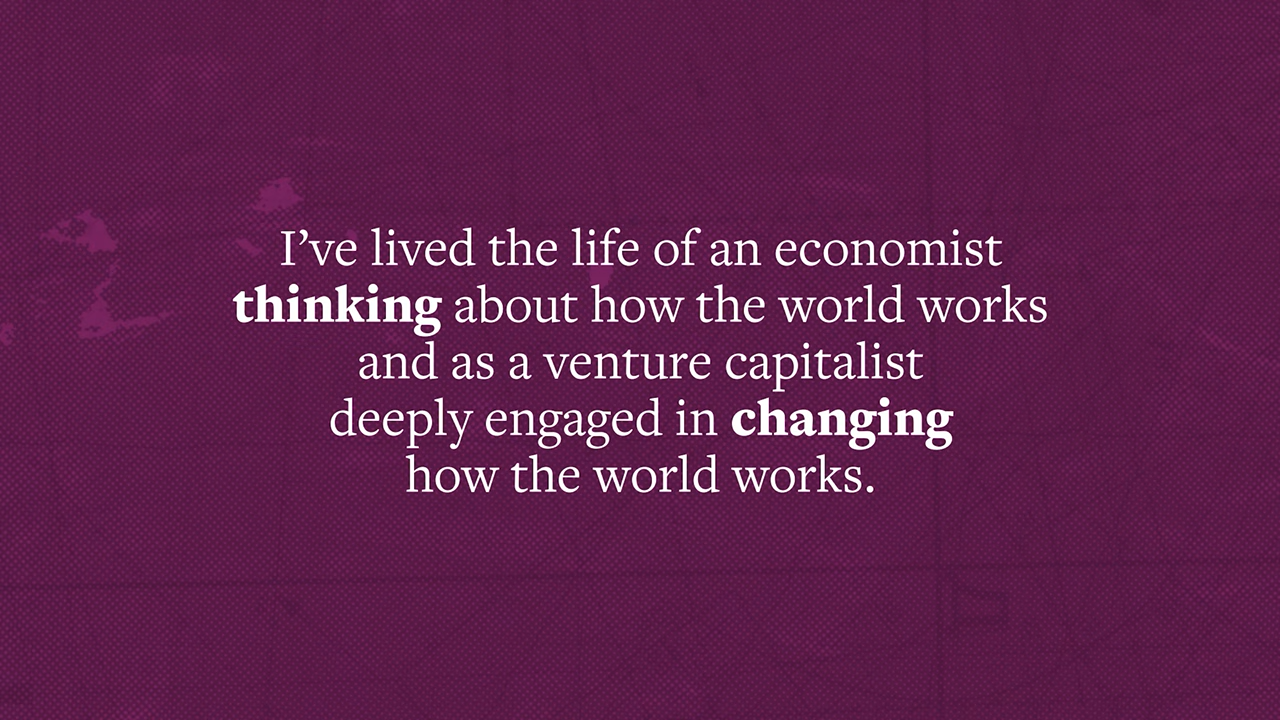 I’ve lived the life of an economist
thinking about how the world works
and as a venture capitalist
deeply engaged in changing
how the world works.